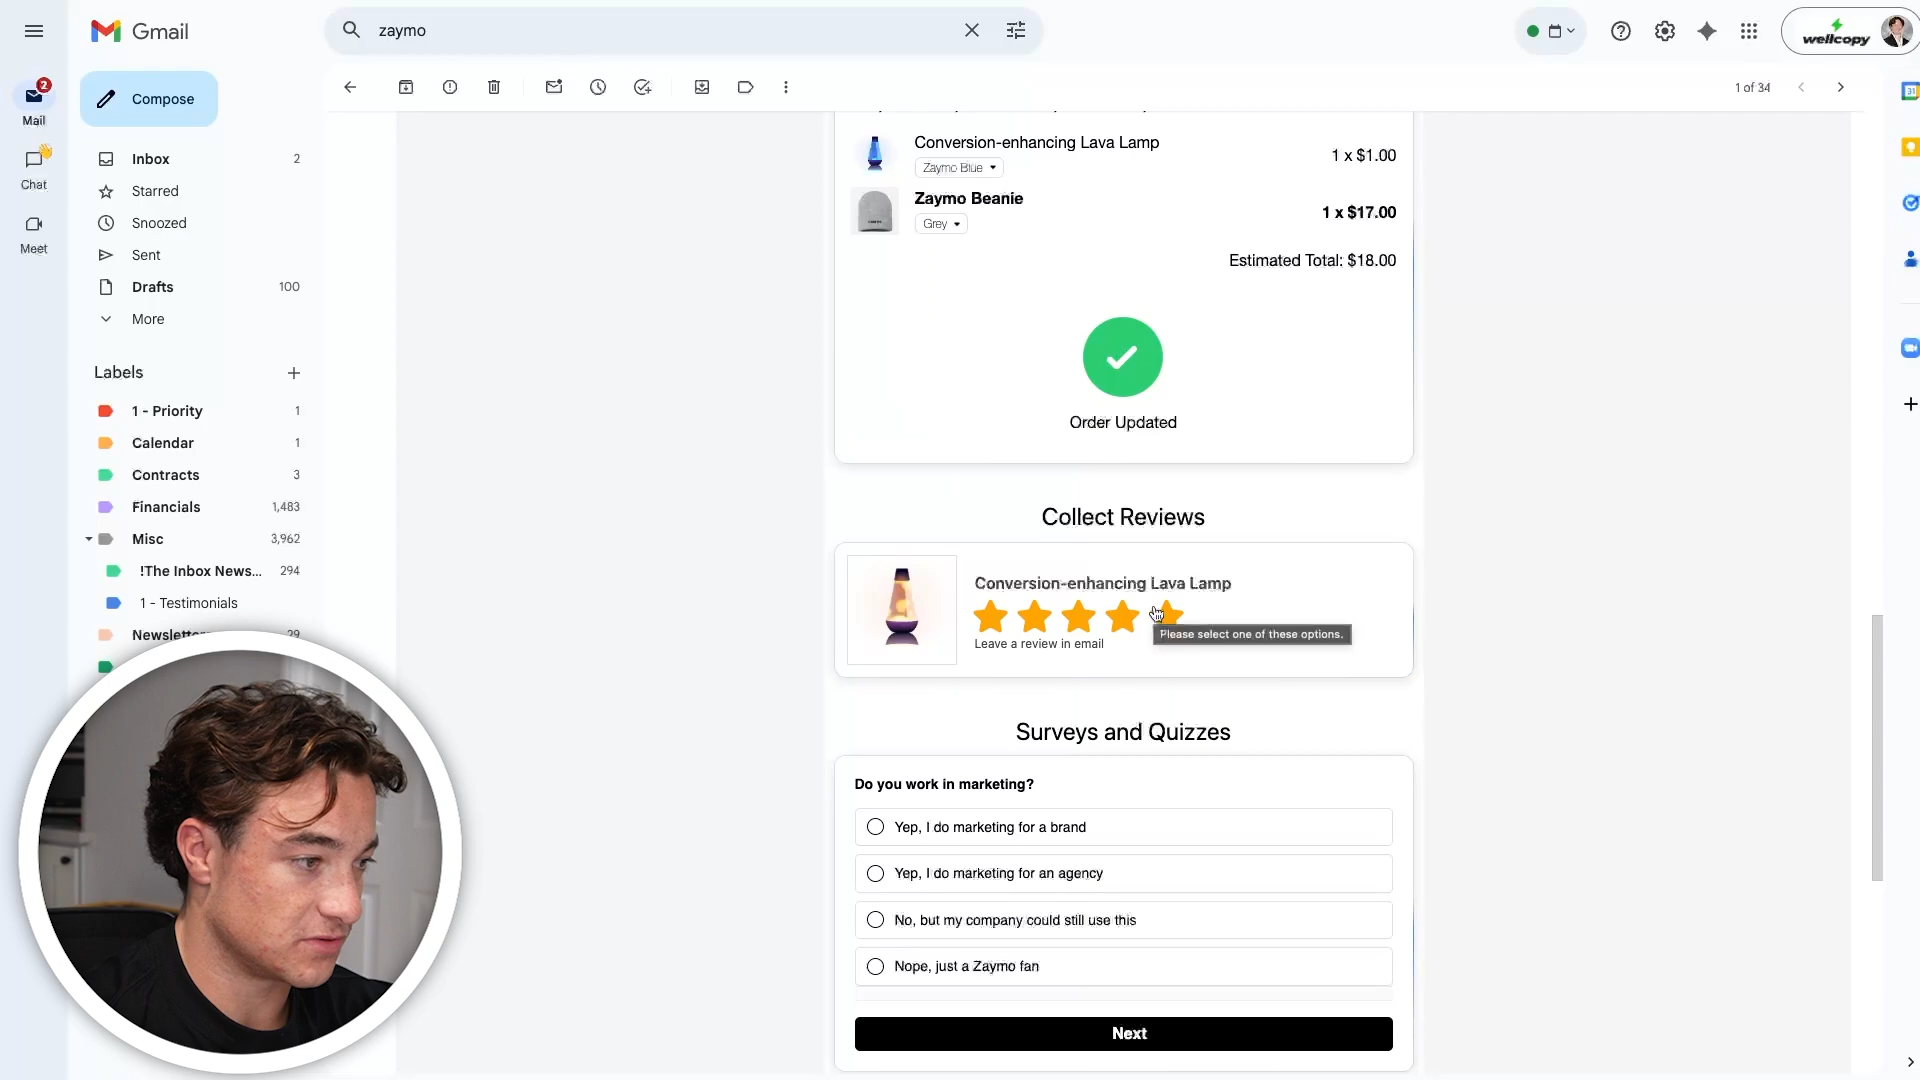 Gmail
zaymo
wellcopy
2
Mail
Chat
Meet
Compose
1 of 34
31
Inbox 2
Starred
Snoozed
Sent
Drafts 100
More
Labels
1 - Priority 1
Calendar 1
Contracts 3
Financials 1,483
Misc 3,962
!The Inbox News... 294
1 - Testimonials
Conversion-enhancing Lava Lamp
Zaymo Blue
1 x $1.00
Zaymo Beanie
Grey
1 x $17.00
Estimated Total: $18.00
Order Updated
Collect Reviews
Conversion-enhancing Lava Lamp
Please select one of these options.
Leave a review in email
Surveys and Quizzes
Do you work in marketing?
Yep, I do marketing for a brand
Yep, I do marketing for an agency
No, but my company could still use this
Nope, just a Zaymo fan
Next